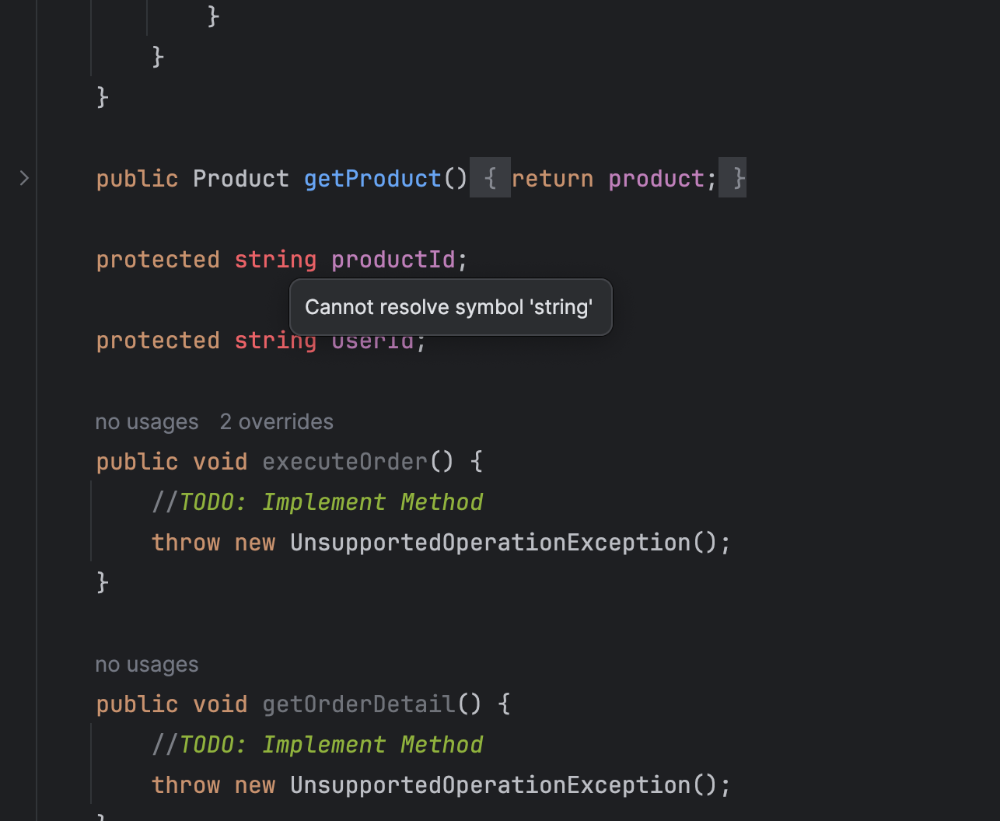 }
}
}
public Product getProduct() { return product; }
protected string productId;
Cannot resolve symbol 'string'
protected string userId;
no usages 2 overrides
public void executeOrder() {
//TODO: Implement Method
throw new UnsupportedOperationException();
}
no usages
public void getOrderDetail() {
//TODO: Implement Method
throw new UnsupportedOperationException();
}